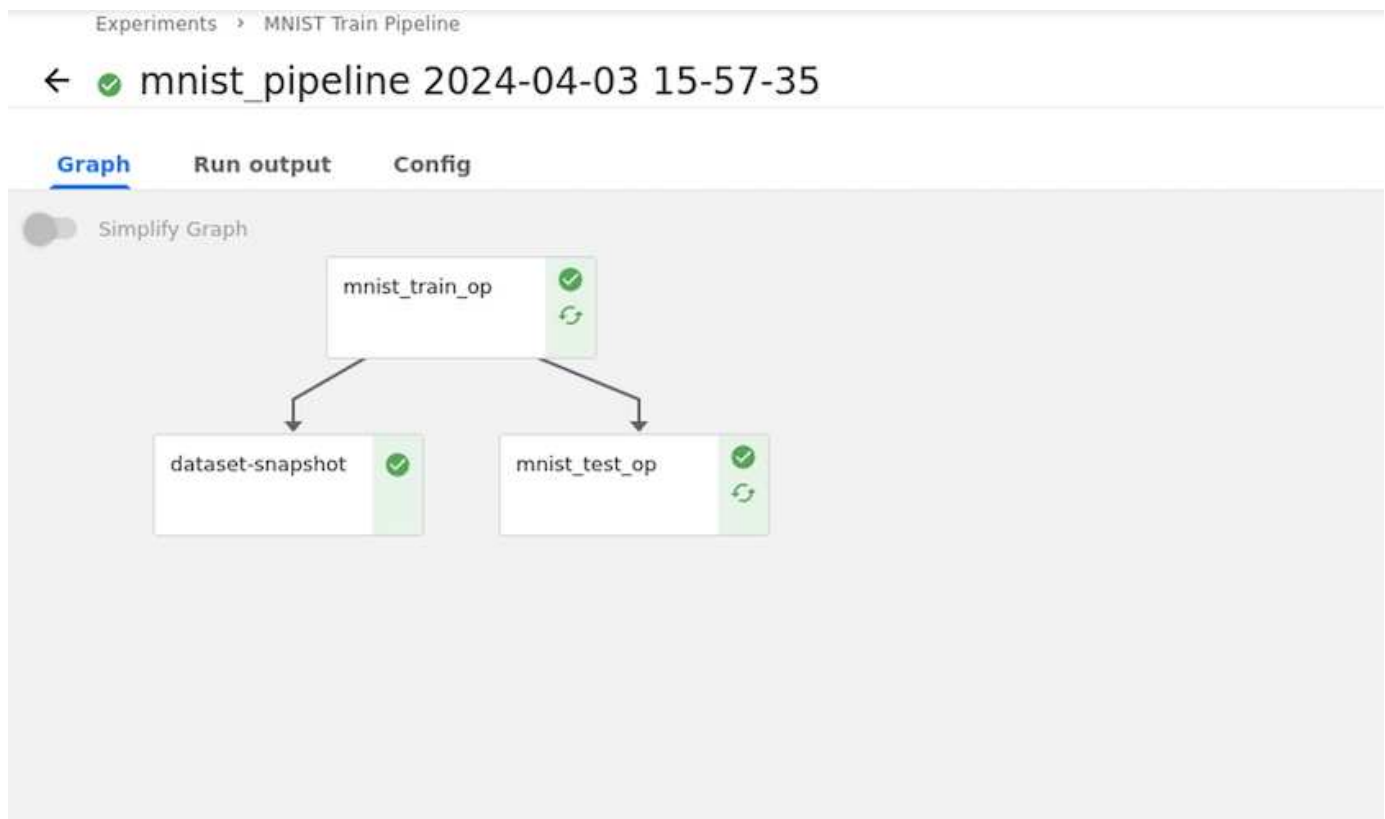 Experiments > MNIST Train Pipeline
mnist_pipeline 2024-04-03 15-57-35
Graph Run output Config
Simplify Graph
mnist_train_op
dataset-snapshot mnist_test_op